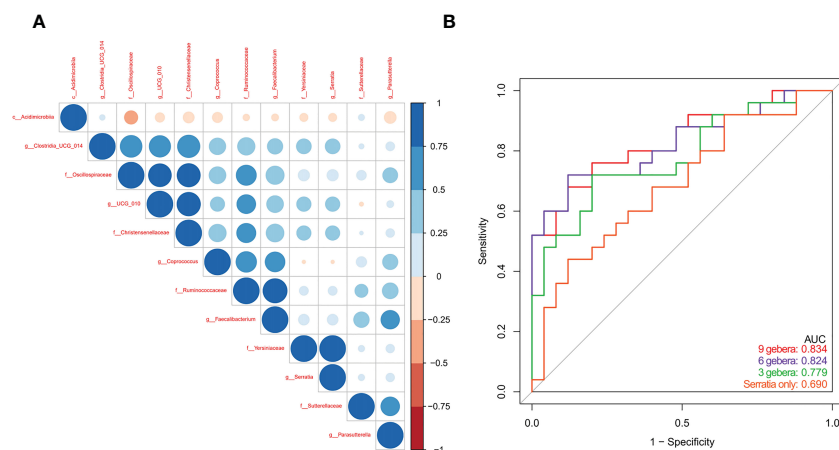 A
B
c__Acidimicrobiia
g__Clostridia_UCG_014
f__Oscillospiraceae
g__UCG_010
f__Christensenellaceae
g__Coprococcus
f__Ruminococcaceae
g__Faecalibacterium
f__Yersiniaceae
g__Serratia
f__Sutterellaceae
g__Parasutterella
c__Acidimicrobiia
g__Clostridia_UCG_014
f__Oscillospiraceae
g__UCG_010
f__Christensenellaceae
g__Coprococcus
f__Ruminococcaceae
g__Faecalibacterium
f__Yersiniaceae
g__Serratia
f__Sutterellaceae
g__Parasutterella
1
0.75
0.5
0.25
0
−0.25
−0.5
−0.75
−1
Sensitivity
1.0
0.8
0.6
0.4
0.2
0.0
AUC
9 gebera: 0.834
6 gebera: 0.824
3 gebera: 0.779
Serratia only: 0.690
0.0
0.5
1.0
1 − Specificity